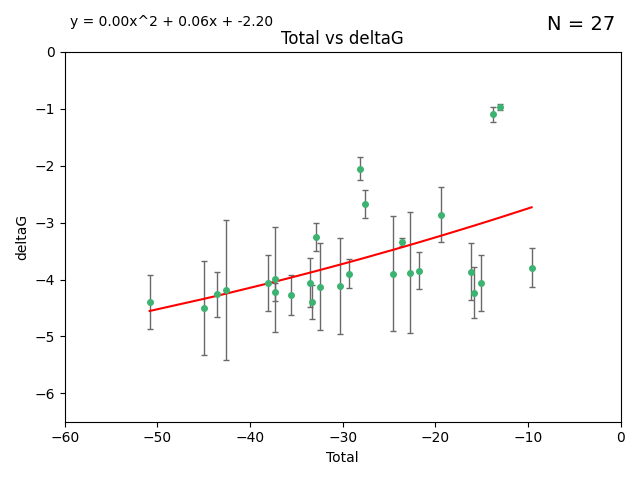 y = 0.00x^2 + 0.06x + -2.20
N = 27
Total vs deltaG
deltaG
0
−1
−2
−3
−4
−5
−6
−60
−50
−40
−30
−20
−10
0
Total